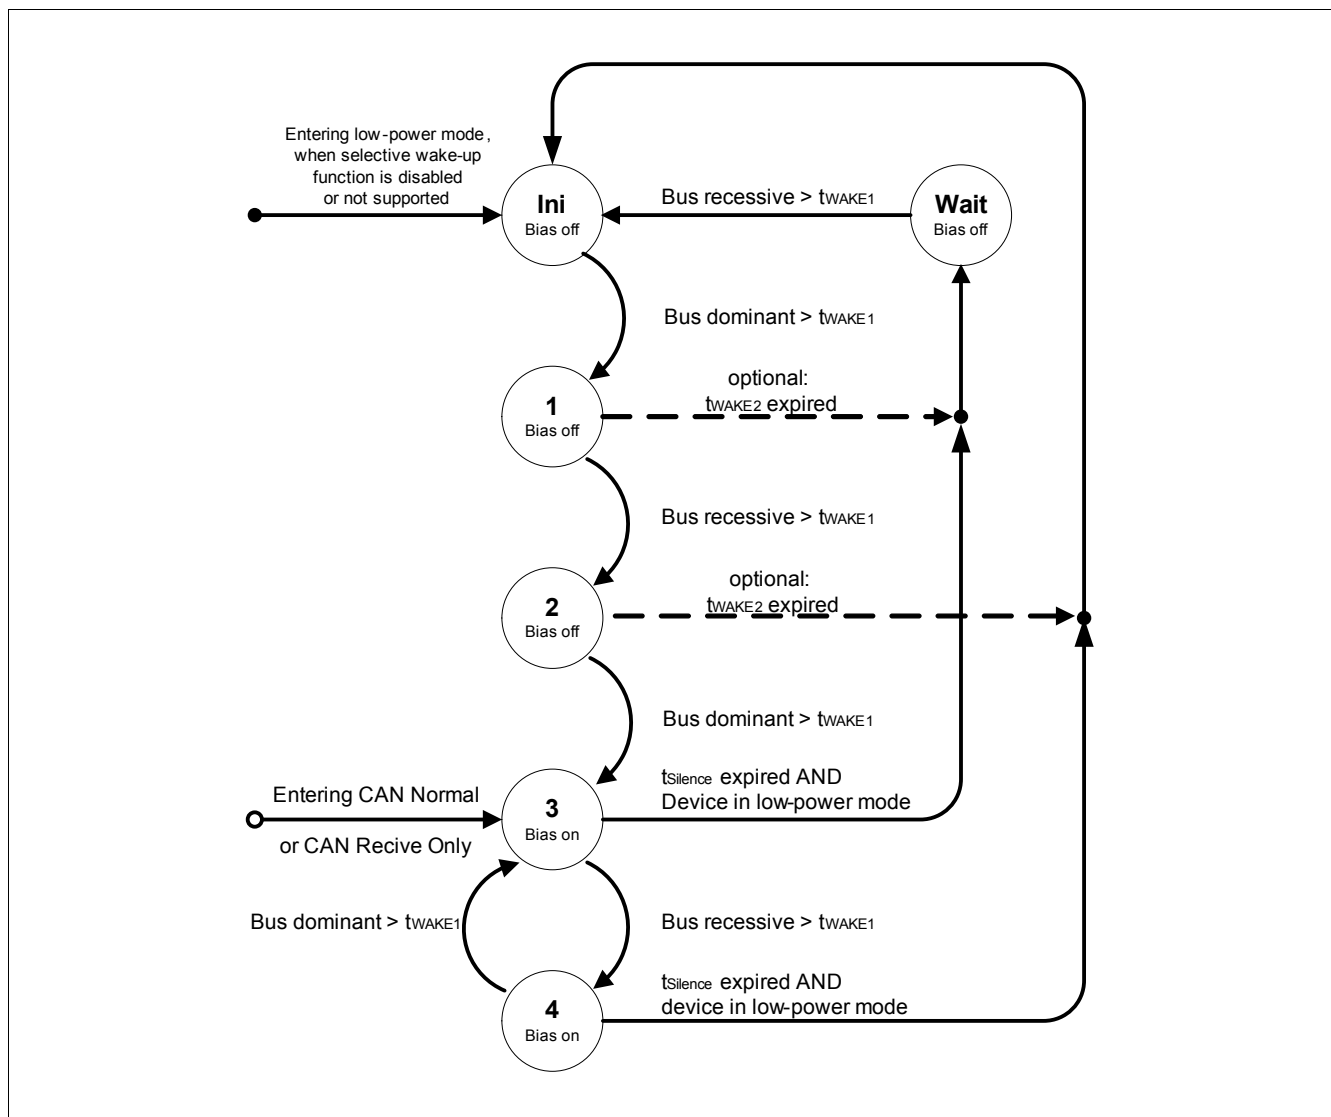 Entering low-power mode,
when selective wake-up
function is disabled
or not supported
Ini
Bias off
Bus recessive > tWAKE1
Wait
Bias off
Bus dominant > tWAKE1
optional:
tWAKE2 expired
1
Bias off
Bus recessive > tWAKE1
optional:
tWAKE2 expired
2
Bias off
Bus dominant > tWAKE1
tSilence expired AND
Device in low-power mode
Entering CAN Normal
or CAN Recive Only
3
Bias on
Bus dominant > tWAKE1
Bus recessive > tWAKE1
tSilence expired AND
device in low-power mode
4
Bias on